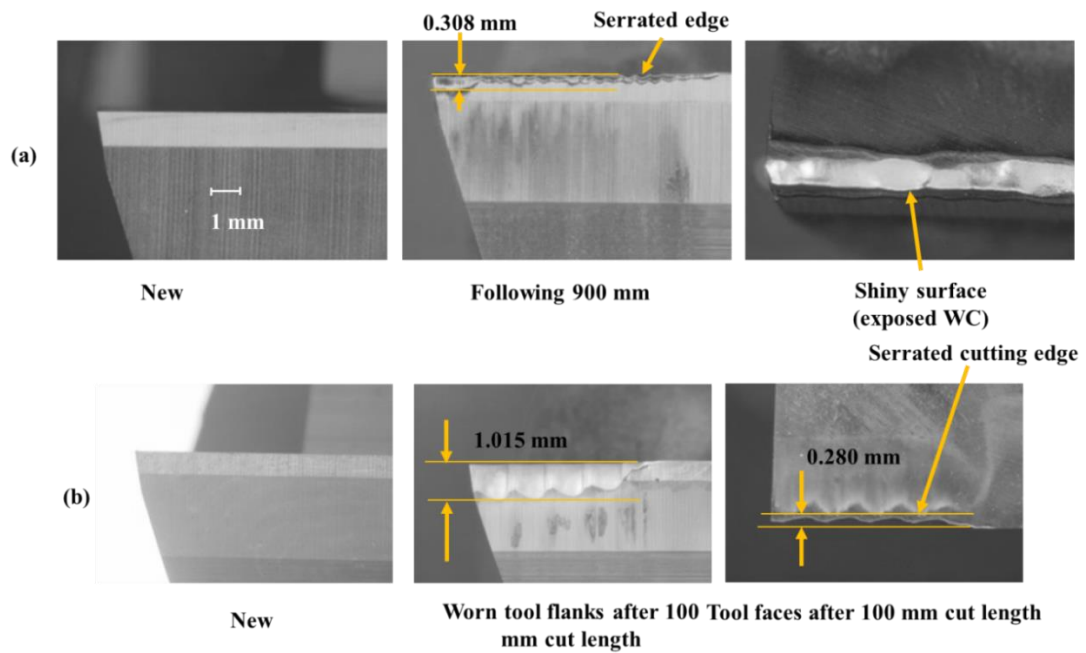 0.308 mm
Serrated edge
(a)
1 mm
New
Following 900 mm
Shiny surface
(exposed WC)
Serrated cutting edge
1.015 mm
0.280 mm
(b)
New
Worn tool flanks after 100
mm cut length
Tool faces after 100 mm cut length